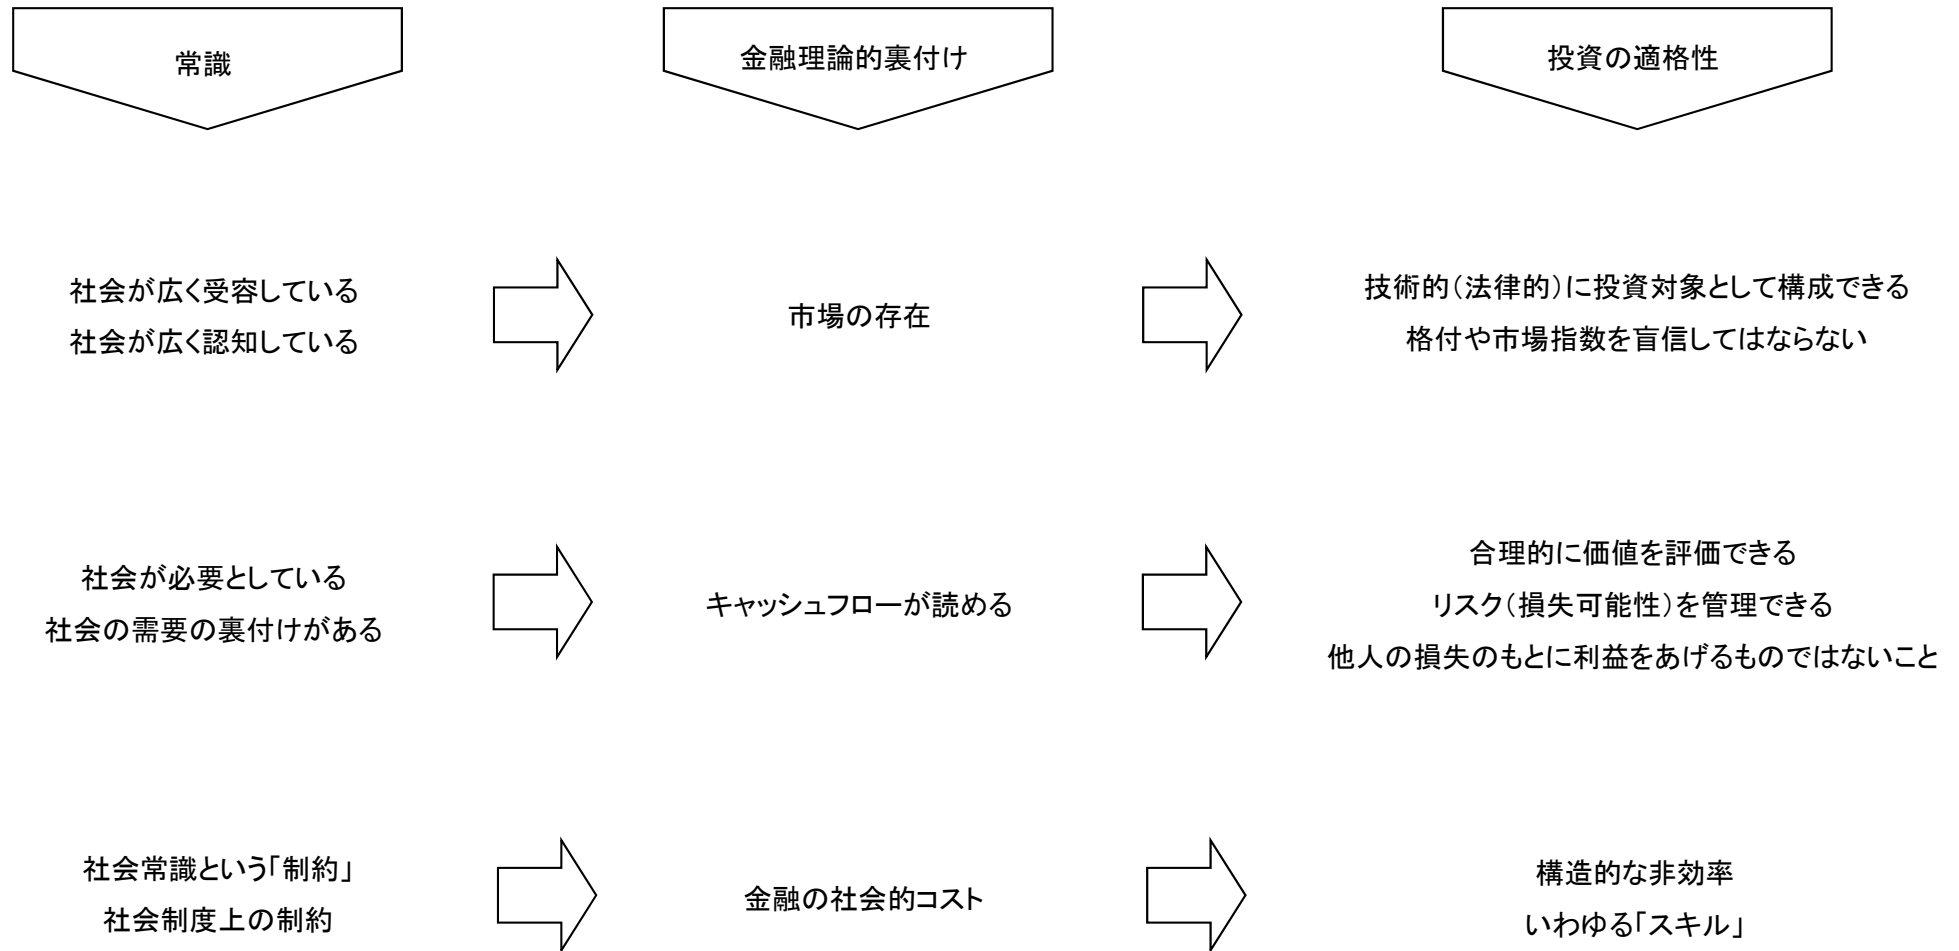 常識
金融理論的裏付け
投資の適格性
社会が広く受容している
社会が広く認知している
市場の存在
技術的(法律的)に投資対象として構成できる
格付や市場指数を盲信してはならない
社会が必要としている
社会の需要の裏付けがある
キャッシュフローが読める
合理的に価値を評価できる
リスク(損失可能性)を管理できる
他人の損失のもとに利益をあげるものではないこと
社会常識という「制約」
社会制度上の制約
金融の社会的コスト
構造的な非効率
いわゆる「スキル」